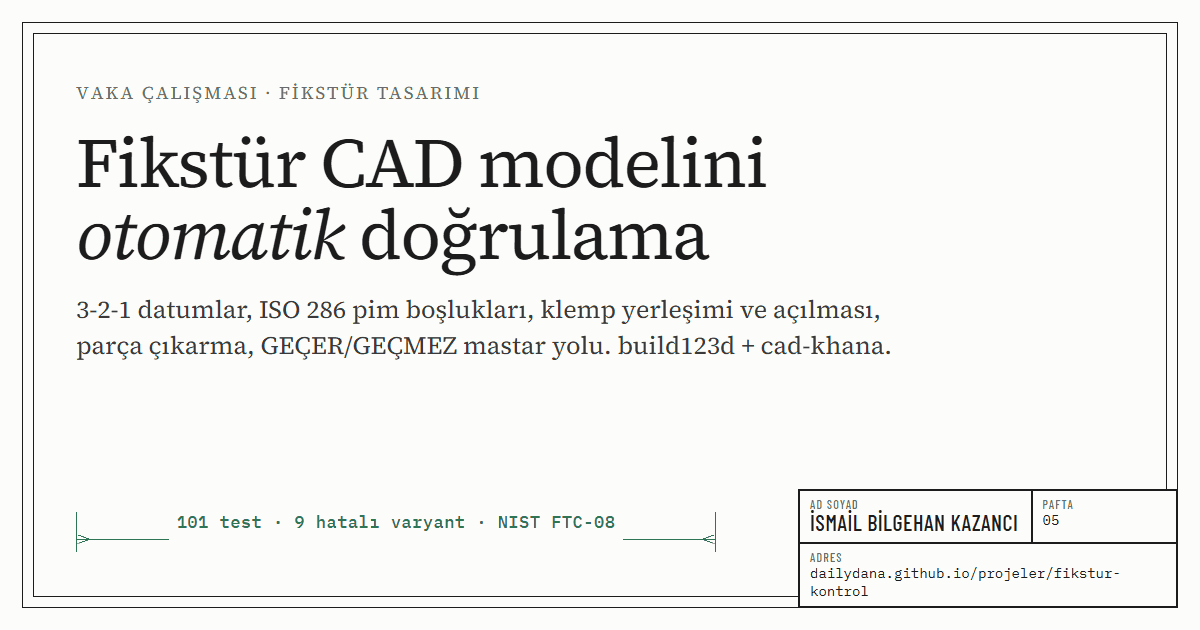 VAKA ÇALIŞMASI · FİKSTÜR TASARIMI
Fikstür CAD modelini
otomatik doğrulama
3-2-1 datumlar, ISO 286 pim boşlukları, klemp yerleşimi ve açılması,
parça çıkarma, GEÇER/GEÇMEZ mastar yolu. build123d + cad-khana.
101 test · 9 hatalı varyant · NIST FTC-08
AD SOYAD
İSMAİL BİLGEHAN KAZANCI
PAFTA
05
ADRES
dailydana.github.io/projeler/fikstur-
kontrol